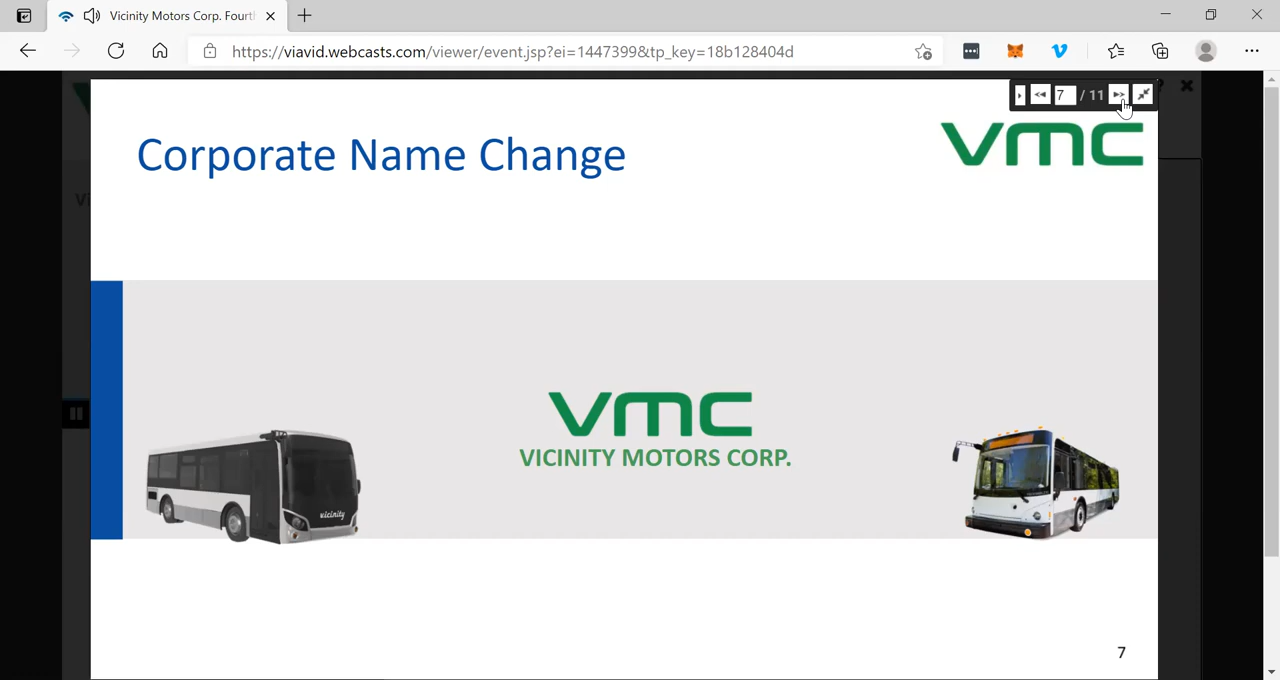 Vicinity Motors Corp. Fourt
https://viavid.webcasts.com/viewer/event.jsp?ei=1447399&tp_key=18b128404d
7 / 11
Corporate Name Change
VMC
VMC
VICINITY MOTORS CORP.
vicinity
7